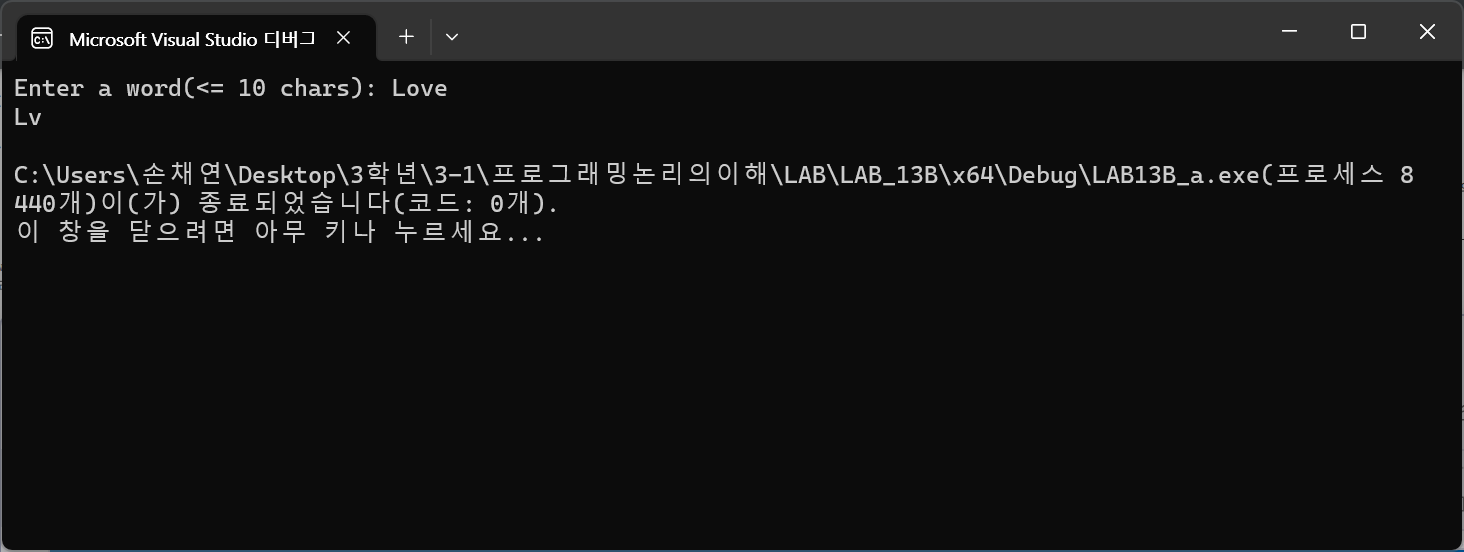 Microsoft Visual Studio 디버그
Enter a word(<= 10 chars): Love
Lv
C:\Users\손채연\Desktop\3학년\3-1\프로그래밍논리의이해\LAB\LAB_13B\x64\Debug\LAB13B_a.exe(프로세스 8
440개)이(가) 종료되었습니다(코드: 0개).
이 창을 닫으려면 아무 키나 누르세요...